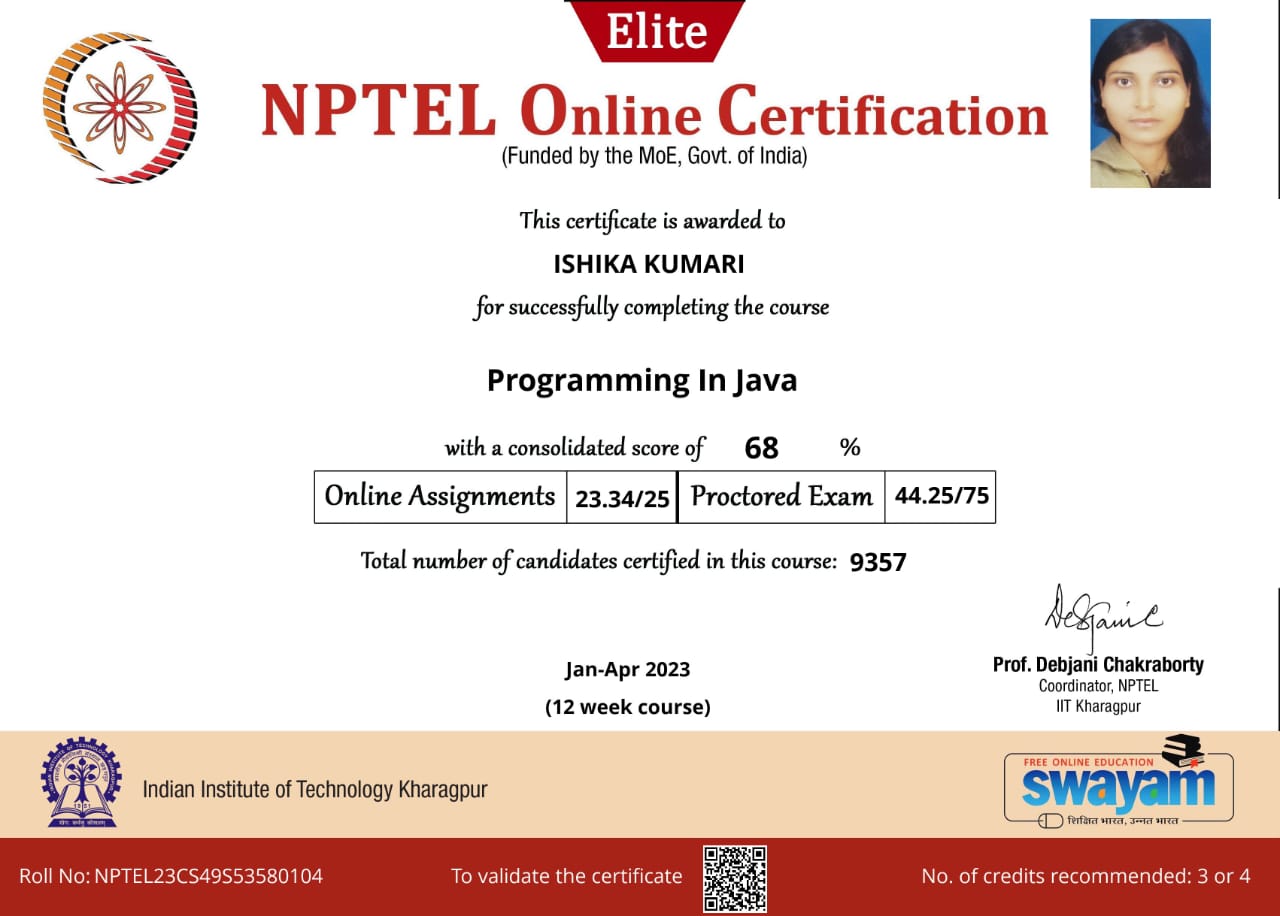 Elite
NPTEL Online Certification
(Funded by the MoE, Govt. of India)
This certificate is awarded to
ISHIKA KUMARI
for successfully completing the course
Programming In Java
with a consolidated score of 68 %
Online Assignments 23.34/25 Proctored Exam 44.25/75
Total number of candidates certified in this course: 9357
Jan-Apr 2023
(12 week course)
Prof. Debjani Chakraborty
Coordinator, NPTEL
IIT Kharagpur
Indian Institute of Technology Kharagpur
1951
FREE ONLINE EDUCATION
swayam
शिक्षित भारत, उन्नत भारत
Roll No: NPTEL23CS49S53580104
To validate the certificate
No. of credits recommended: 3 or 4